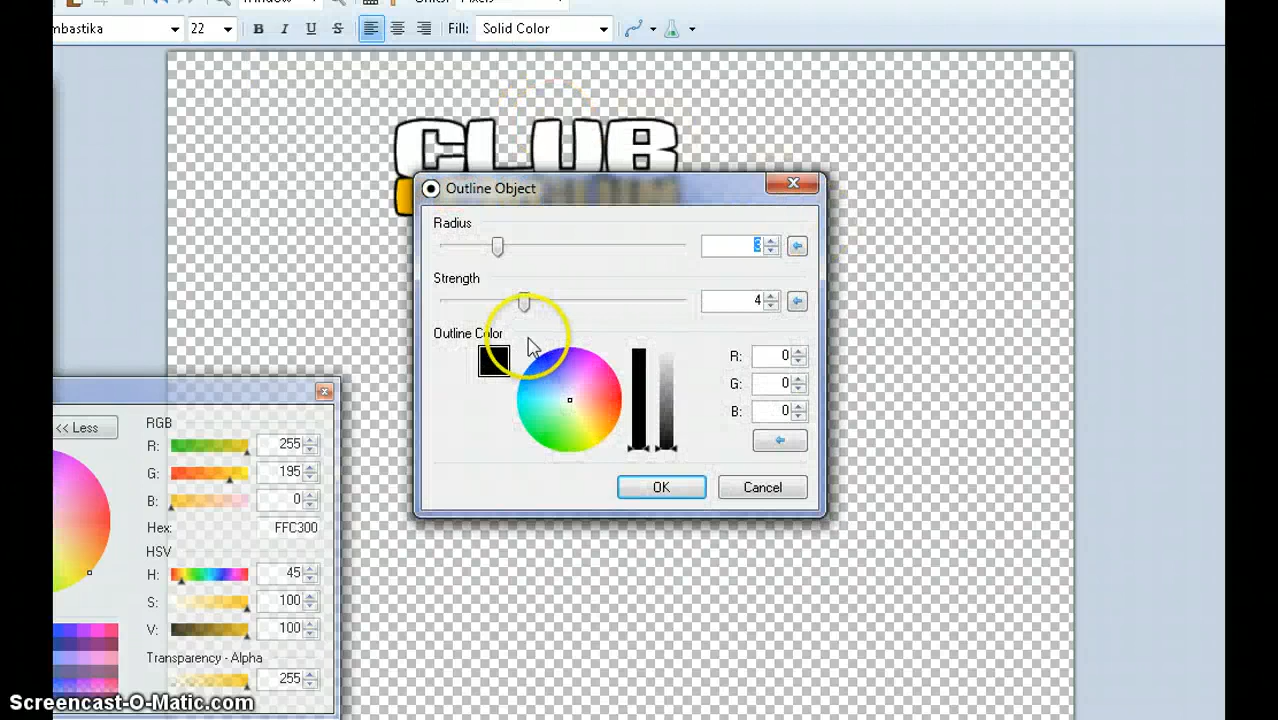 mbastika 22 B I U S Fill: Solid Color
CLUB
Outline Object
Radius
3
Strength
4
Outline Color
R: 0
G: 0
B: 0
OK Cancel
<< Less
RGB
R: 255
G: 195
B: 0
Hex: FFC300
HSV
H: 45
S: 100
V: 100
Transparency - Alpha
255
Screencast-O-Matic.com